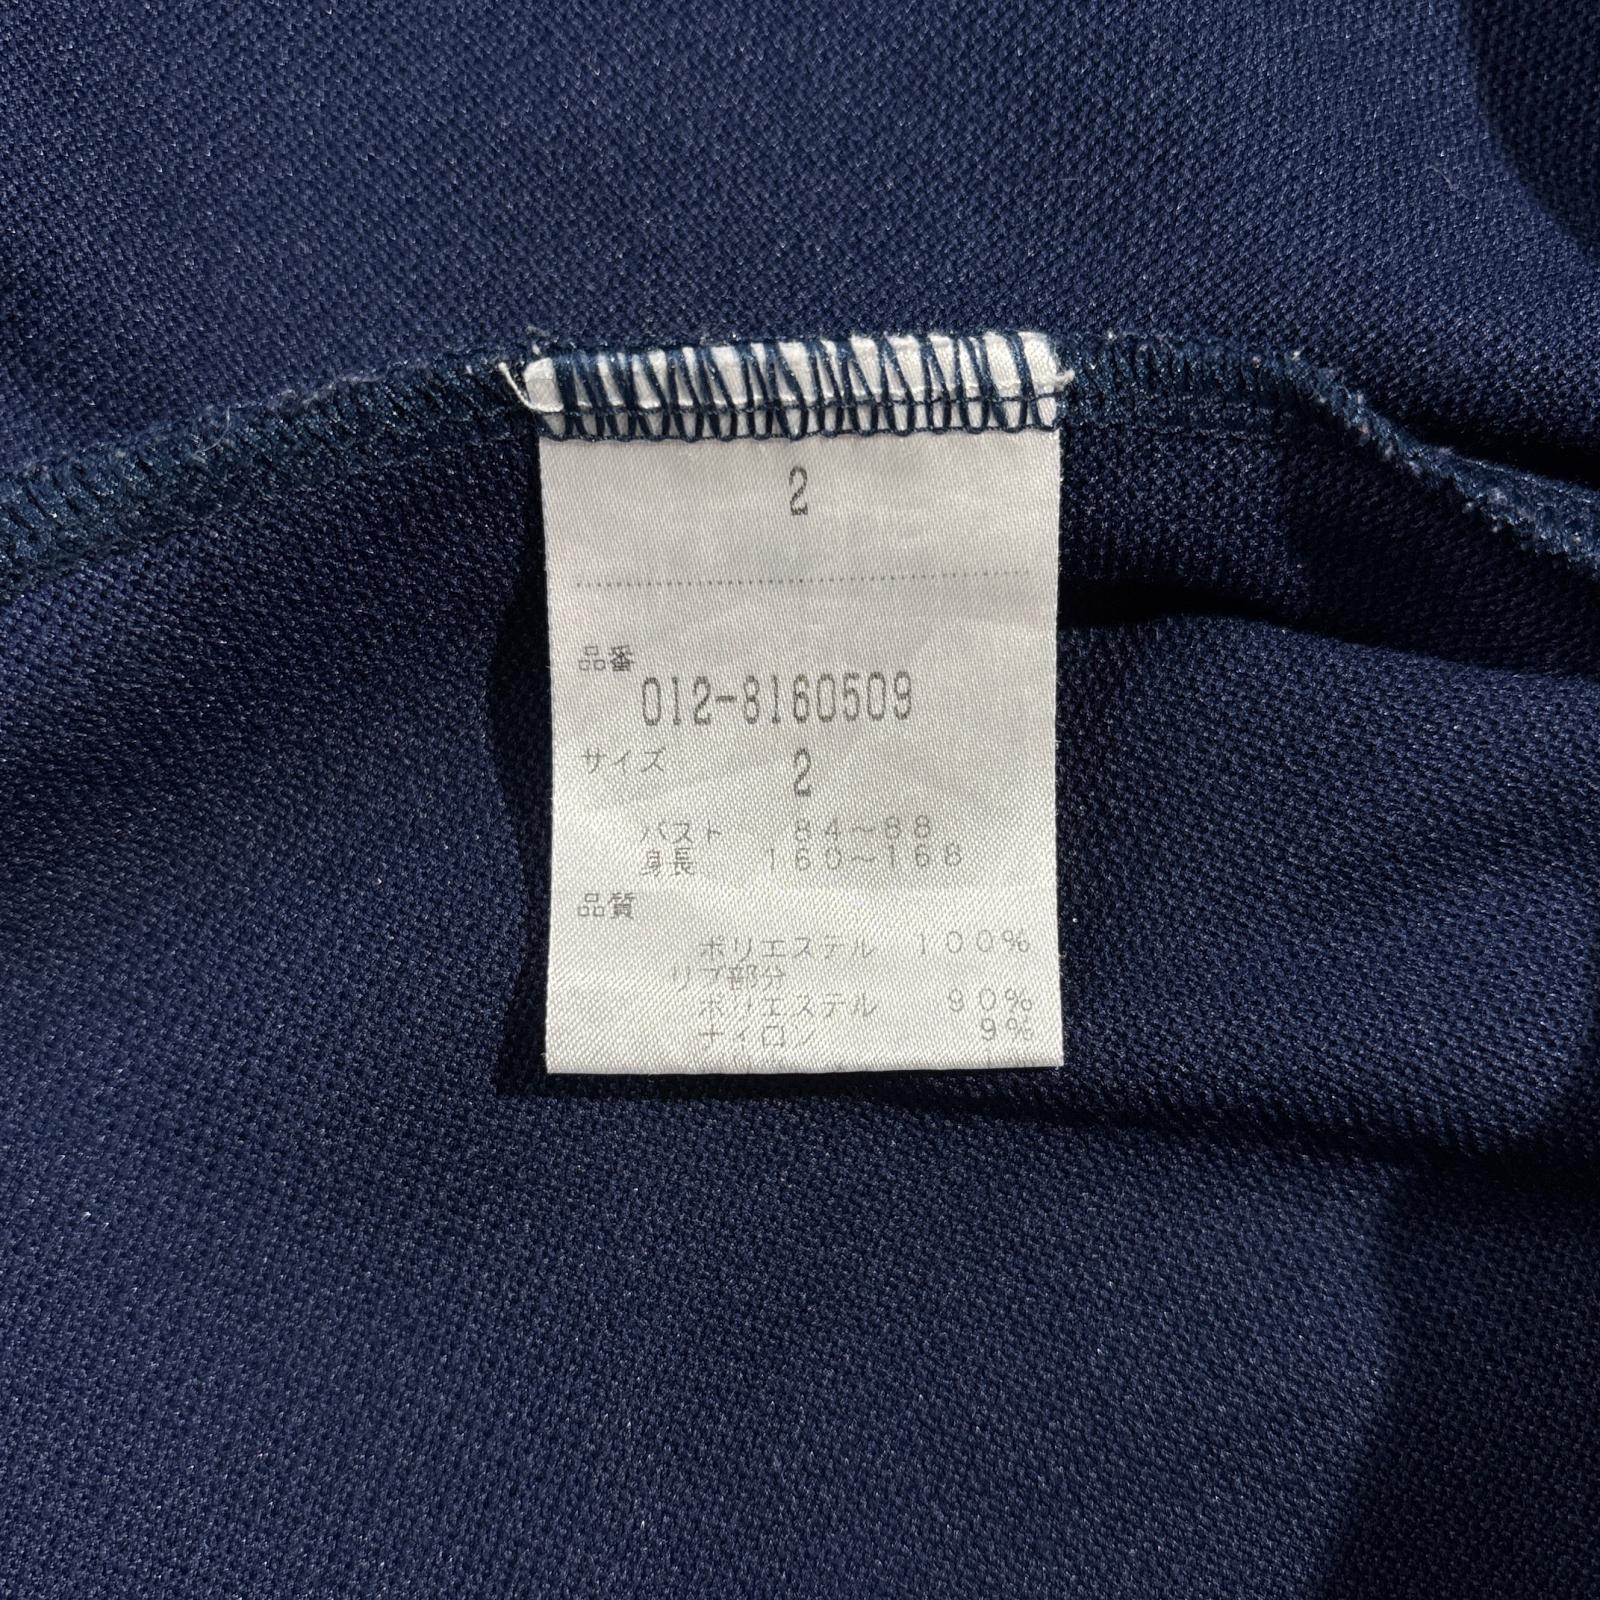 2
品番
012-8160509
サイズ 2
バスト 84～88
身長 160～168
品質
ポリエステル 100%
リブ部分
ポリエステル 90%
ナイロン 9%